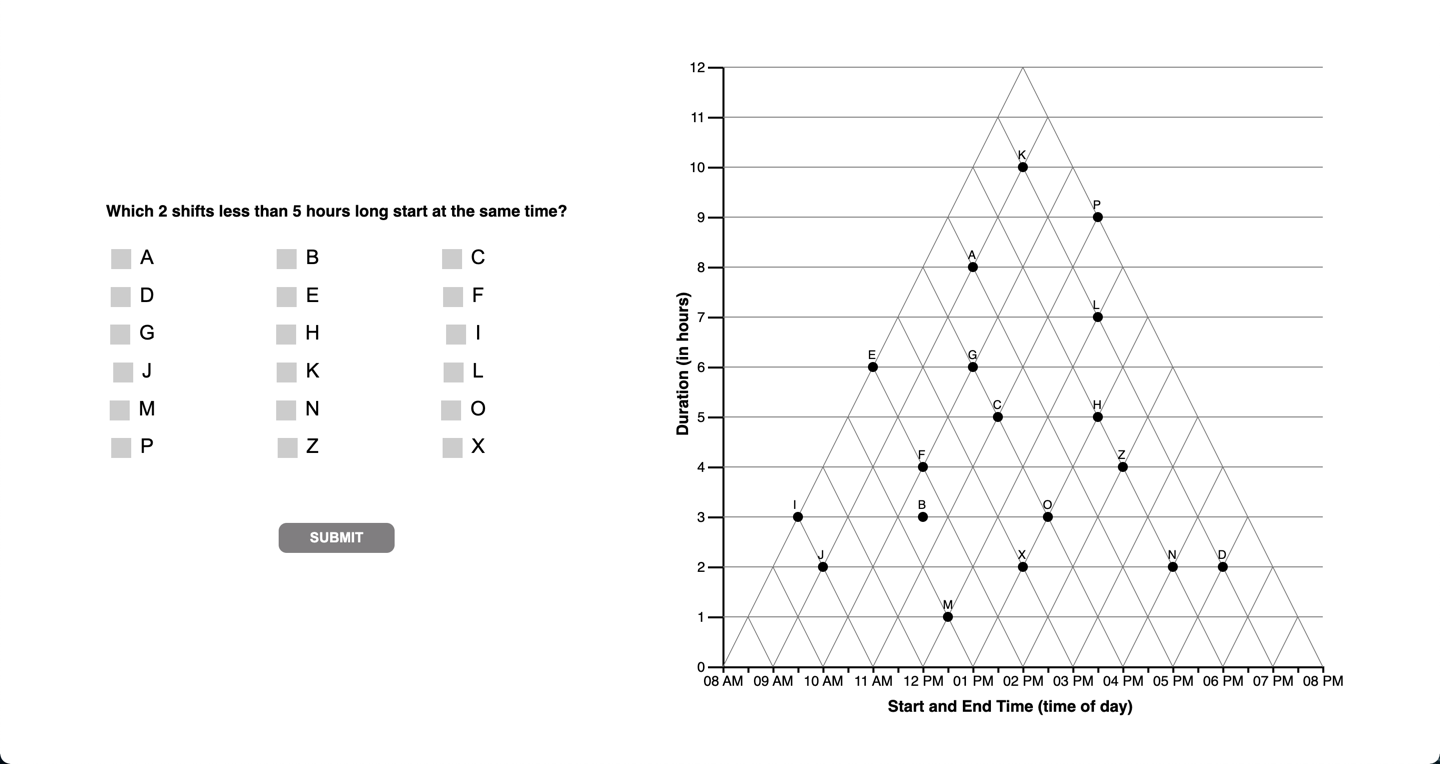 Which 2 shifts less than 5 hours long start at the same time?
A B C
D E F
G H I
J K L
M N O
P Z X
SUBMIT
Duration (in hours)
12
11
10
9
8
7
6
5
4
3
2
1
0
K
P
A
L
E G
C H
F Z
I B O
J X N D
M
08 AM 09 AM 10 AM 11 AM 12 PM 01 PM 02 PM 03 PM 04 PM 05 PM 06 PM 07 PM 08 PM
Start and End Time (time of day)